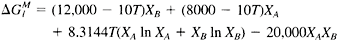 ΔG_l^M = (12,000 − 10T)X_B + (8000 − 10T)X_A
+ 8.3144T(X_A ln X_A + X_B ln X_B) − 20,000X_AX_B